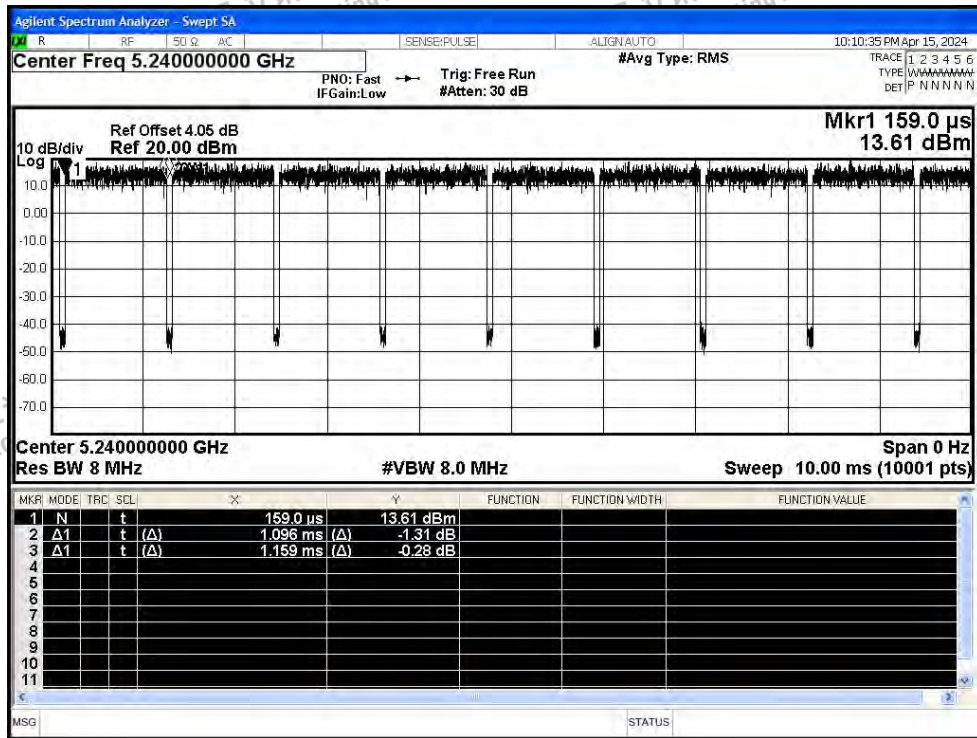 Agilent Spectrum Analyzer - Swept SA
LXI R RF 50 Ω AC SENSE:PULSE ALIGN AUTO 10:10:35 PM Apr 15, 2024
Center Freq 5.240000000 GHz #Avg Type: RMS TRACE 1 2 3 4 5 6
PNO: Fast Trig: Free Run TYPE WWWWWW
IFGain:Low #Atten: 30 dB DET P N N N N N
Mkr1 159.0 µs
Ref Offset 4.05 dB
10 dB/div Ref 20.00 dBm 13.61 dBm
Log
1
10.0
0.00
-10.0
-20.0
-30.0
-40.0
-50.0
-60.0
-70.0
Center 5.240000000 GHz Span 0 Hz
Res BW 8 MHz #VBW 8.0 MHz Sweep 10.00 ms (10001 pts)
MKR MODE TRC SCL X Y FUNCTION FUNCTION WIDTH FUNCTION VALUE
1 N t 159.0 µs 13.61 dBm
2 Δ1 t (Δ) 1.096 ms (Δ) -1.31 dB
3 Δ1 t (Δ) 1.159 ms (Δ) -0.28 dB
4
5
6
7
8
9
10
11
MSG STATUS